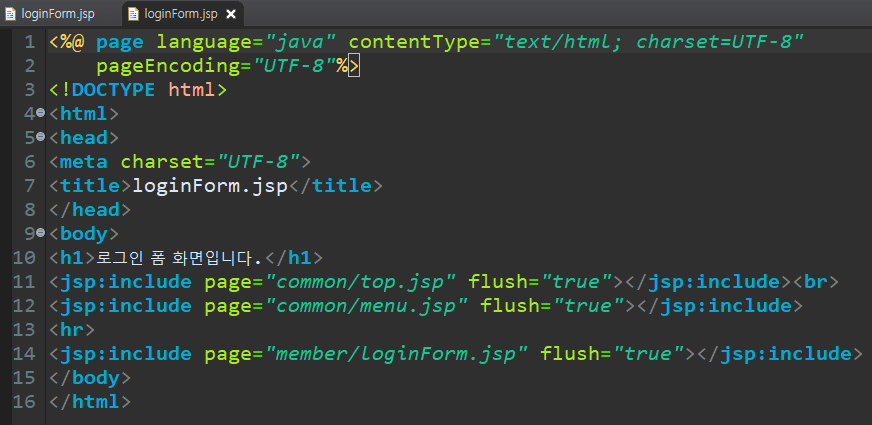 loginForm.jsp loginForm.jsp
1 <%@ page language="java" contentType="text/html; charset=UTF-8"
2 pageEncoding="UTF-8"%>
3 <!DOCTYPE html>
4 <html>
5 <head>
6 <meta charset="UTF-8">
7 <title>loginForm.jsp</title>
8 </head>
9 <body>
10 <h1>로그인 폼 화면입니다.</h1>
11 <jsp:include page="common/top.jsp" flush="true"></jsp:include><br>
12 <jsp:include page="common/menu.jsp" flush="true"></jsp:include>
13 <hr>
14 <jsp:include page="member/loginForm.jsp" flush="true"></jsp:include>
15 </body>
16 </html>